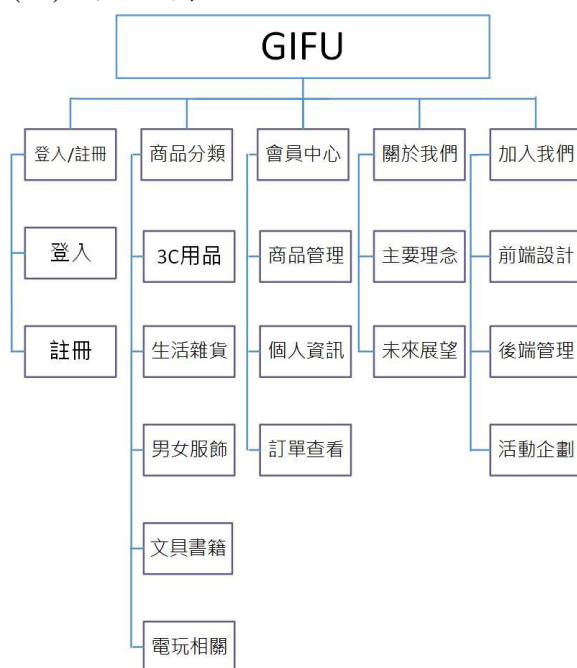 GIFU
登入/註冊
登入
註冊
商品分類
3C用品
生活雜貨
男女服飾
文具書籍
電玩相關
會員中心
商品管理
個人資訊
訂單查看
關於我們
主要理念
未來展望
加入我們
前端設計
後端管理
活動企劃